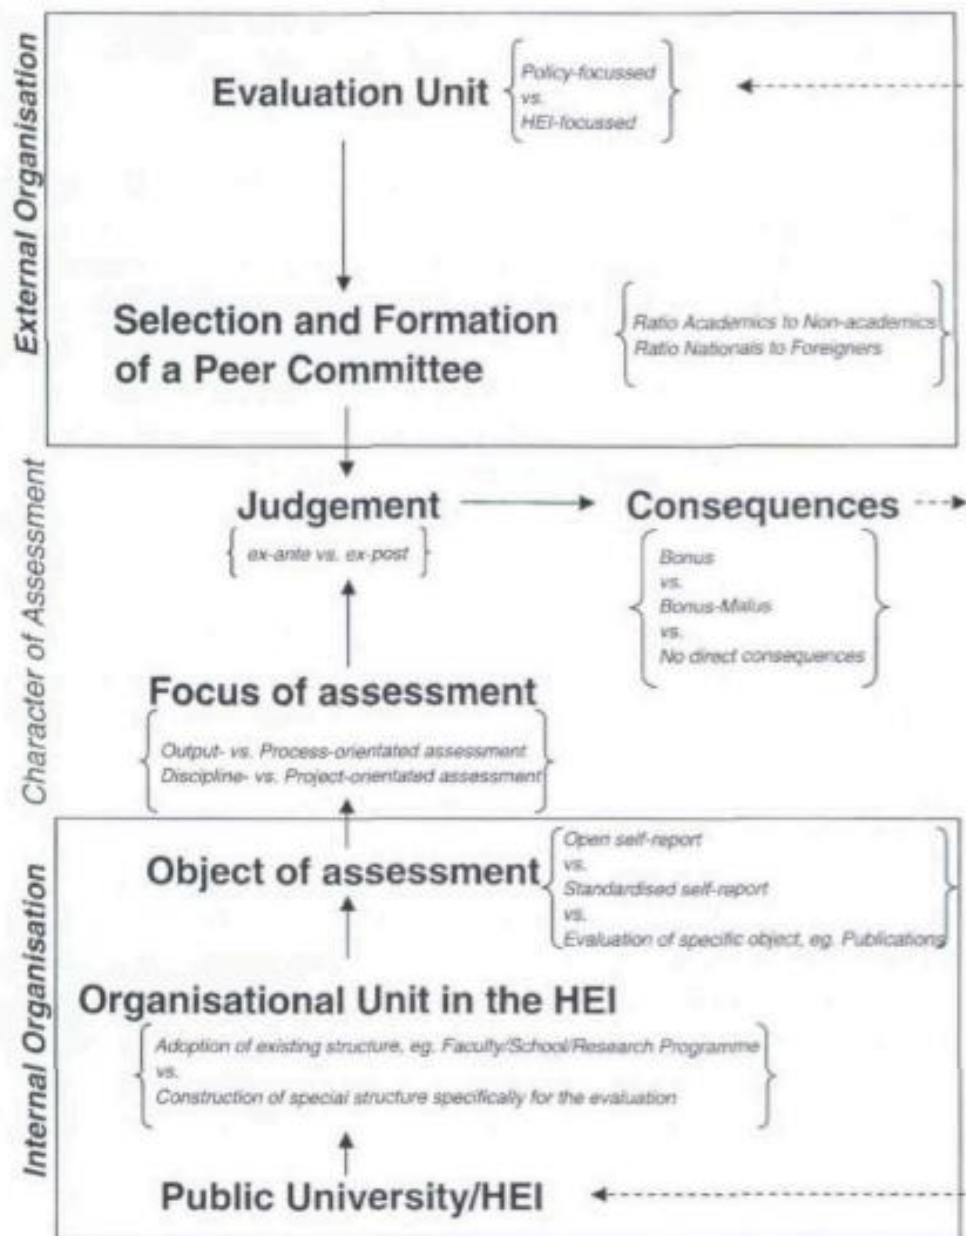 External Organisation
Evaluation Unit
Policy-focussed
vs.
HEI-focussed
Selection and Formation
of a Peer Committee
Ratio Academics to Non-academics
Ratio Nationals to Foreigners
Character of Assessment
Judgement
ex-ante vs. ex-post
Consequences
Bonus
vs.
Bonus-Malus
vs.
No direct consequences
Focus of assessment
Output- vs. Process-orientated assessment
Discipline- vs. Project-orientated assessment
Internal Organisation
Object of assessment
Open self-report
vs.
Standardised self-report
vs.
Evaluation of specific object, eg. Publications
Organisational Unit in the HEI
Adoption of existing structure, eg. Faculty/School/Research Programme
vs.
Construction of special structure specifically for the evaluation
Public University/HEI